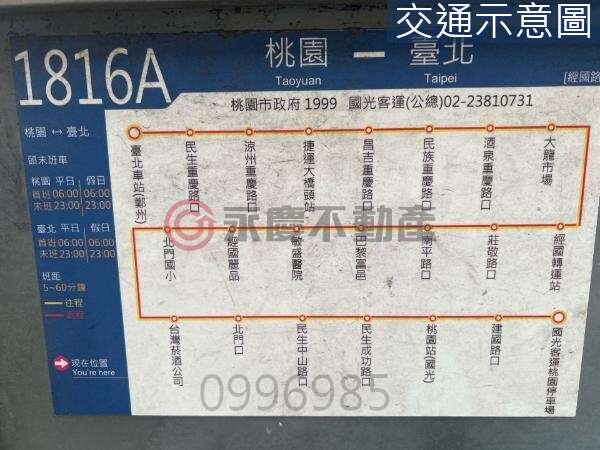 交通示意圖
1816A
桃園 — 臺北
Taoyuan
Taipei
[經國路
桃園市政府 1999 國光客運(公總)02-23810731
桃園 ↔ 臺北
首末班車
桃園 平日 假日
首班 06:00 06:00
末班 23:00 23:00
臺北 平日 假日
首班 06:00 06:00
末班 23:00 23:00
班距
5~60分鐘
往程
返程
現在位置
You're here
臺北車站(鄭州)
民生重慶路口
涼州重慶路口
捷運大橋頭站
昌吉重慶路口
民族重慶路口
酒泉重慶路口
大龍市場
北門國小
經國麗晶
敏盛醫院
巴黎富邑
南平路口
莊敬路口
經國轉運站
台灣菸酒公司
北門口
民生中山路口
民生成功路口
桃園站(國光)
建國路口
國光客運桃園停車場
永慶不動產
0996985